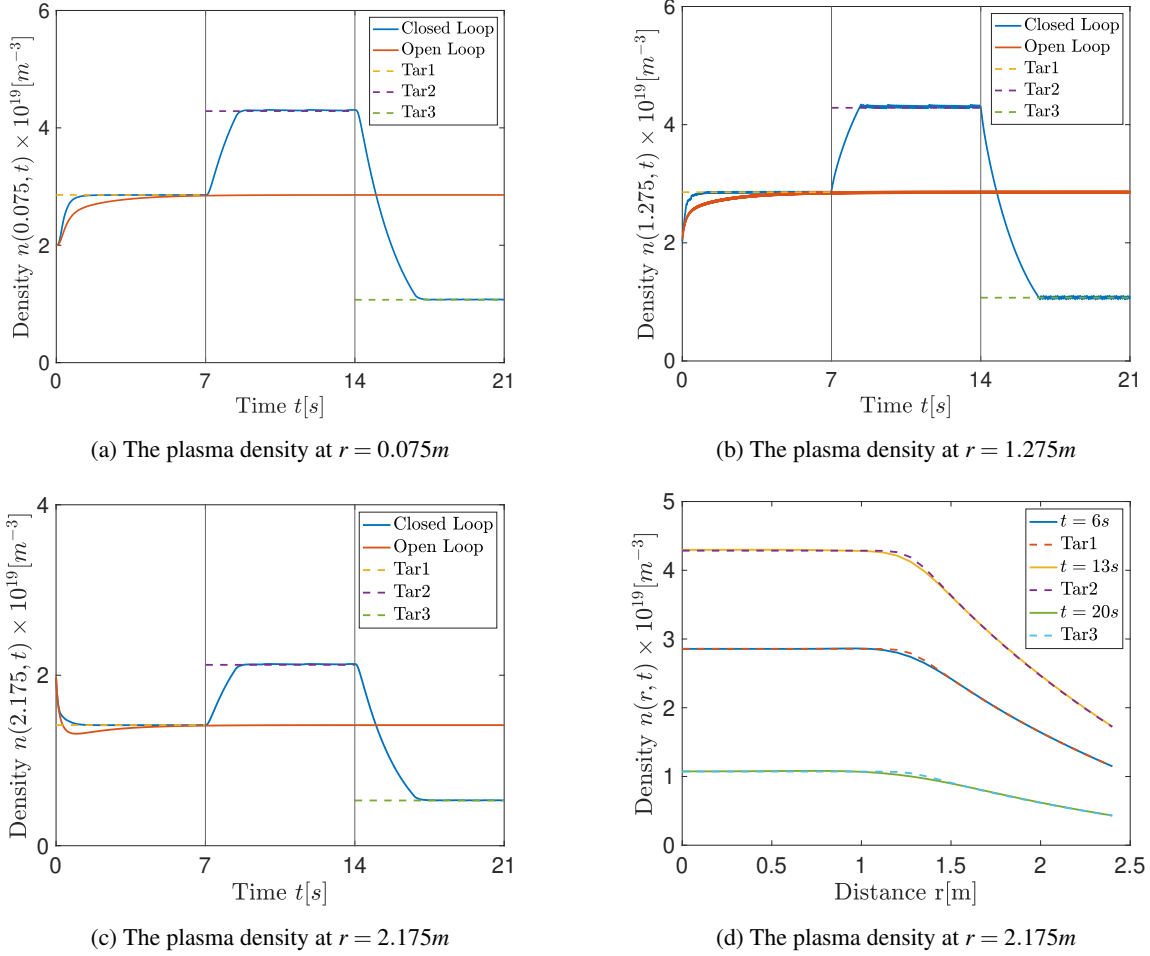 6
4
2
0
0
7
14
21
Density n(0.075, t) × 10^{19}[m^{-3}]
Time t[s]
Closed Loop
Open Loop
Tar1
Tar2
Tar3
(a) The plasma density at r = 0.075m
6
4
2
0
0
7
14
21
Density n(1.275, t) × 10^{19}[m^{-3}]
Time t[s]
Closed Loop
Open Loop
Tar1
Tar2
Tar3
(b) The plasma density at r = 1.275m
4
2
0
0
7
14
21
Density n(2.175, t) × 10^{19}[m^{-3}]
Time t[s]
Closed Loop
Open Loop
Tar1
Tar2
Tar3
(c) The plasma density at r = 2.175m
5
4
3
2
1
0
0
0.5
1
1.5
2
2.5
Density n(r, t) × 10^{19}[m^{-3}]
Distance r[m]
t = 6s
Tar1
t = 13s
Tar2
t = 20s
Tar3
(d) The plasma density at r = 2.175m